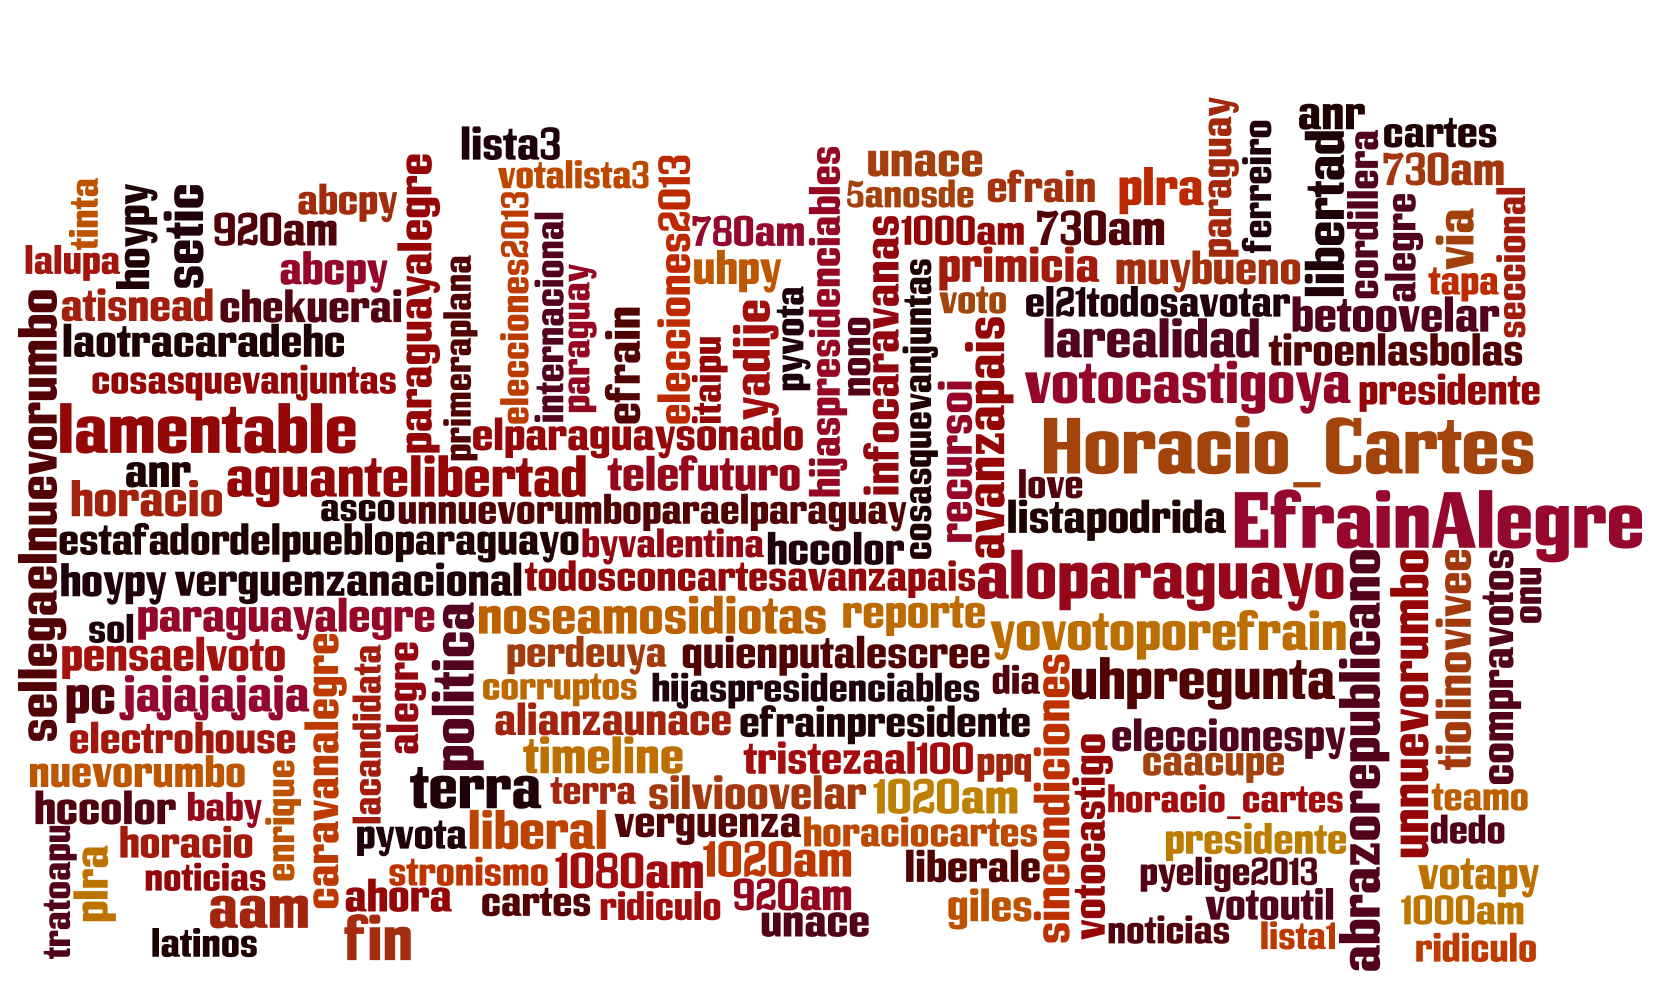 anr
lista3
cartes
unace
votalista3
730am
paraguay
ferreiro
libertad
cordillera
tinta
hoypy
setic
abcpy
920am
paraguayalegre
elecciones2013
internacional
elecciones2013
780am
hijaspresidenciables
5anosde
efrain
plra
1000am
730am
alegre
via
seccional
lalupa
abcpy
uhpy
primicia
muybueno
tapa
atisnead
chekuerai
primeraplana
paraguay
efrain
itaipu
yadije
pyvota
nono
infocaravanas
cosasquevanjuntas
voto
el21todosavotar
betoovelar
laotracaradehc
larealidad
tiroenlasbolas
sellegaelnuevorumbo
cosasquevanjuntas
recursol
avanzapais
votocastigoya
presidente
lamentable
elparaguaysonado
Horacio_Cartes
anr
aguantelibertad
telefuturo
love
horacio
asco
unnuevorumboparaelparaguay
listapodrida
EfrainAlegre
estafadordelpuebloparaguayo
byvalentina
hccolor
hoypy
verguenzanacional
todosconcartesavanzapais
aloparaguayo
abrazorepublicano
unnuevorumbo
tiolinovivee
compravotos
onu
sol
paraguayalegre
politica
noseamosidiotas
reporte
yovotoporefrain
pensaelvoto
caravanalegre
lacandidata
alegre
perdeuya
quienputalescree
dia
sincondiciones
uhpregunta
pc
jajajajaja
corruptos
hijaspresidenciables
electrohouse
alianzaunace
efrainpresidente
eleccionespy
nuevorumbo
enrique
timeline
tristezaal100
ppq
votocastigo
caacupe
hccolor
baby
terra
terra
silvioovelar
1020am
horacio_cartes
teamo
tratoapu
plra
horacio
pyvota
liberal
verguenza
horaciocartes
presidente
dedo
noticias
stronismo
1080am
1020am
liberale
pyelige2013
votapy
aam
ahora
cartes
ridiculo
920am
giles
votoutil
1000am
latinos
fin
unace
noticias
lista1
ridiculo